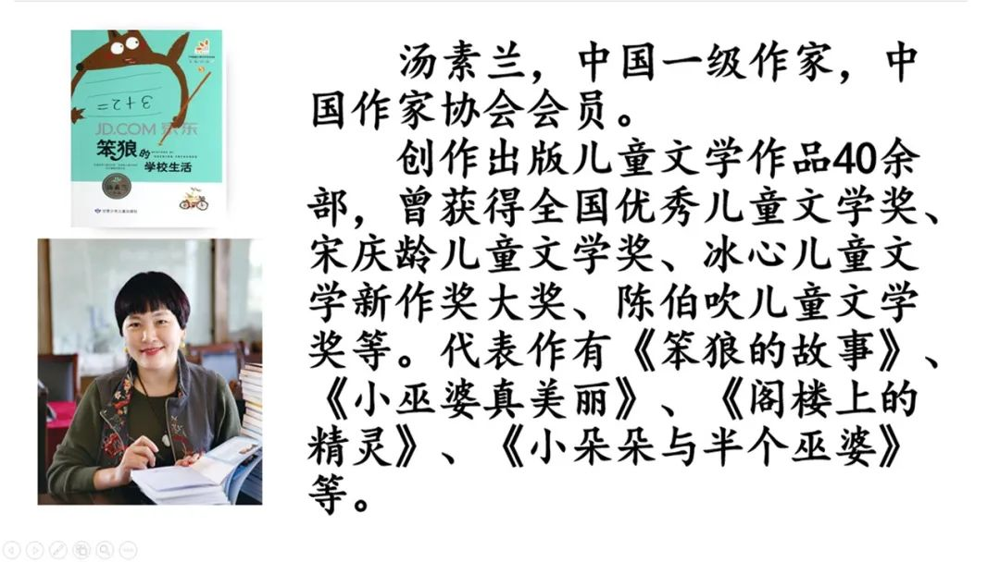 3+2=
JD.COM 京东
笨狼的
学校生活
汤素兰，中国一级作家，中
国作家协会会员。
创作出版儿童文学作品40余
部，曾获得全国优秀儿童文学奖、
宋庆龄儿童文学奖、冰心儿童文
学新作奖大奖、陈伯吹儿童文学
奖等。代表作有《笨狼的故事》、
《小巫婆真美丽》、《阁楼上的
精灵》、《小朵朵与半个巫婆》
等。